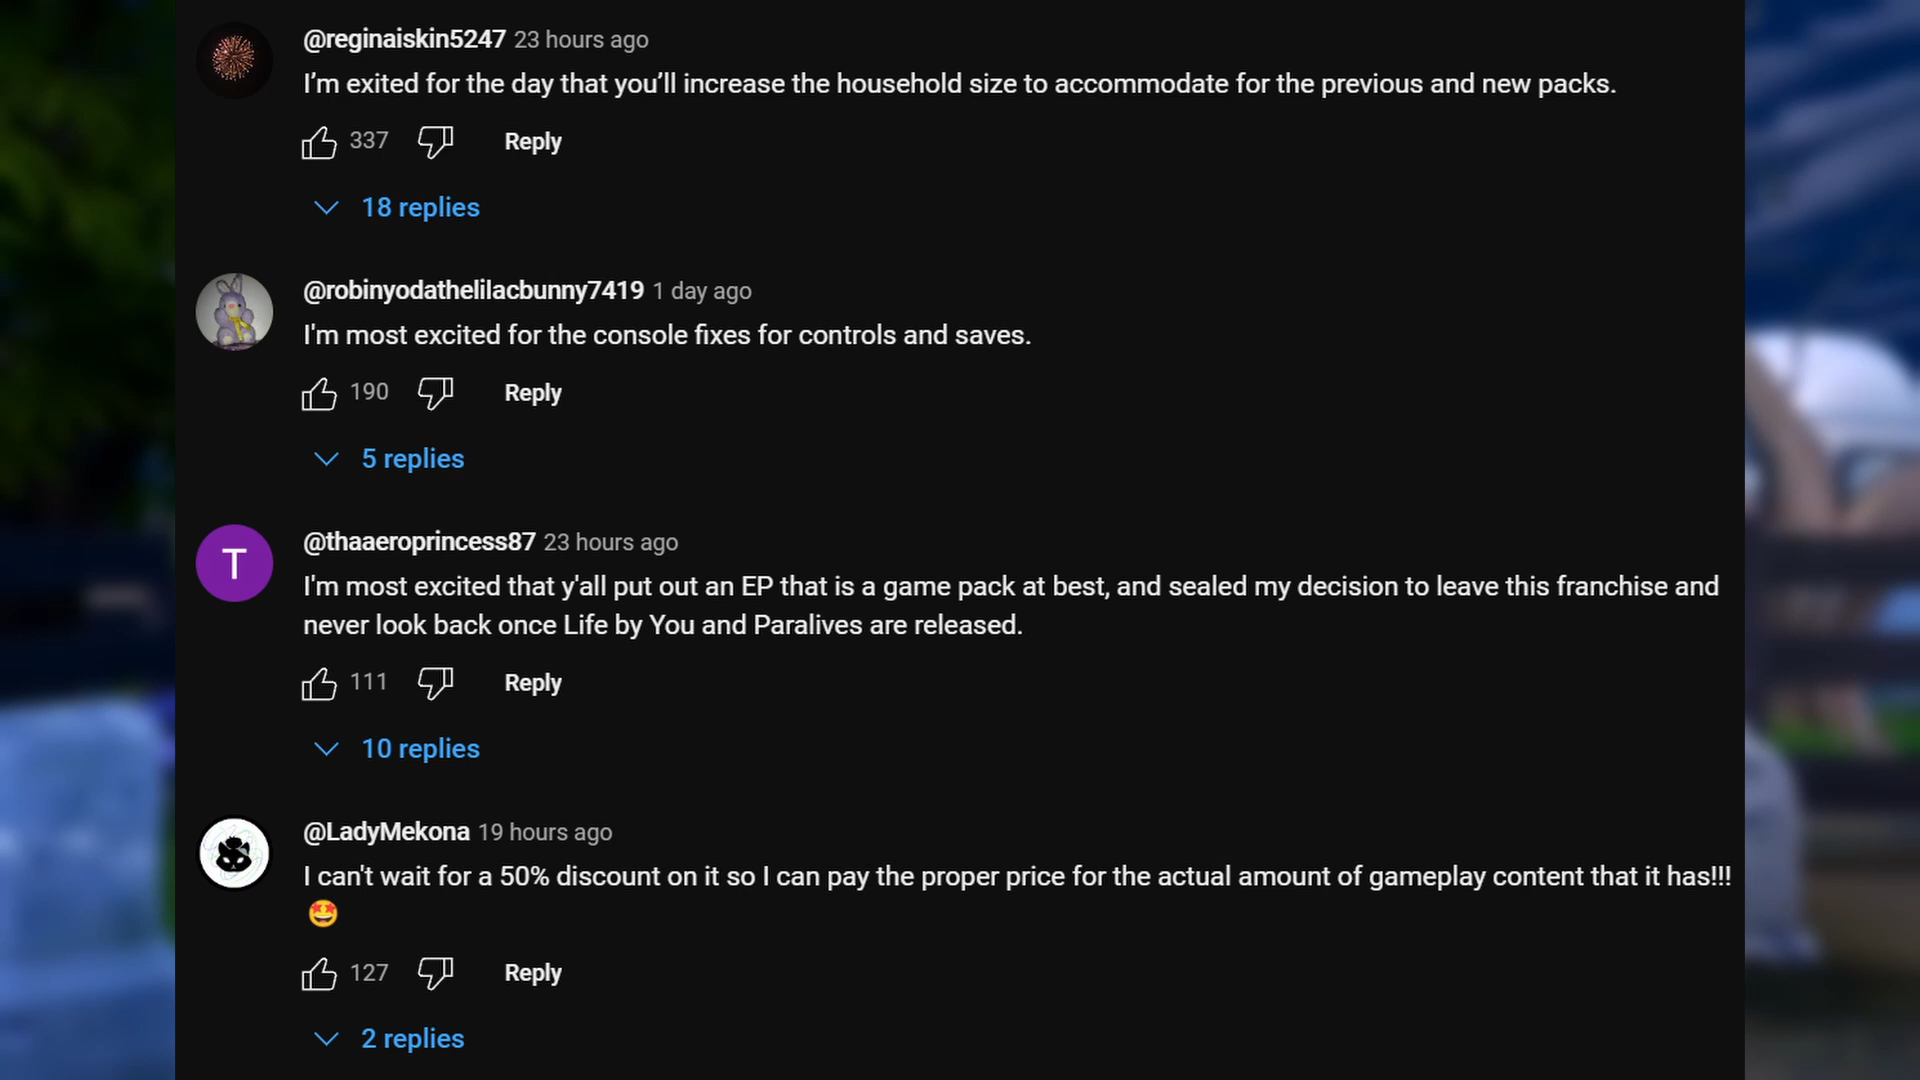 @reginaiskin5247 23 hours ago
I’m exited for the day that you’ll increase the household size to accommodate for the previous and new packs.
337 Reply
18 replies
@robinyodathelilacbunny7419 1 day ago
I'm most excited for the console fixes for controls and saves.
190 Reply
5 replies
T
@thaaeroprincess87 23 hours ago
I'm most excited that y'all put out an EP that is a game pack at best, and sealed my decision to leave this franchise and
never look back once Life by You and Paralives are released.
111 Reply
10 replies
@LadyMekona 19 hours ago
I can't wait for a 50% discount on it so I can pay the proper price for the actual amount of gameplay content that it has!!!
🤩
127 Reply
2 replies